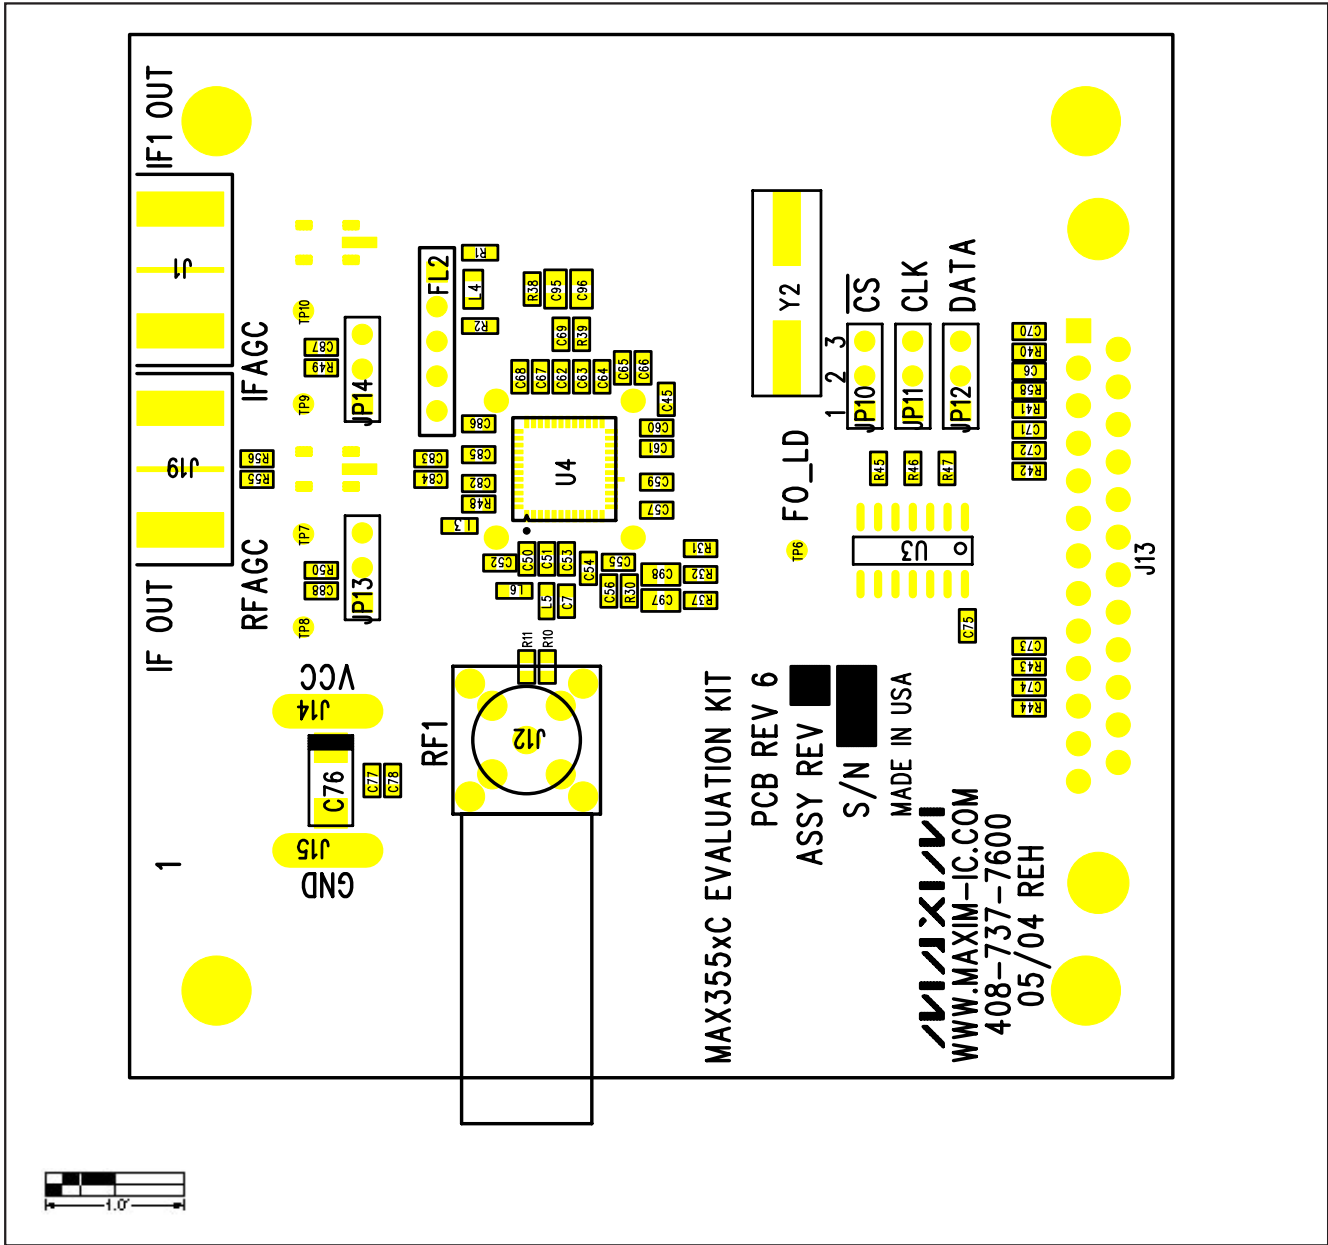 IF1 OUT
J1
IFAGC
TP10
C87
R49
TP9
JP14
FL2
R1
L4
R2
R38
C95
C96
C69
R39
C68
C67
C62
C63
C64
C65
C66
C45
C60
C61
C59
C57
C86
C85
C82
R48
L3
C83
C84
U4
Y2
CS
CLK
DATA
1 2 3
JP10
JP11
JP12
FO_LD
TP6
R45
R46
R47
U3
C75
C70
R40
C6
R58
R41
C71
C72
R42
J13
C73
R43
C74
R44
J19
R56
R55
RFAGC
TP7
R50
C88
TP8
JP13
IF OUT
C52
C50
C51
C53
C54
C55
C56
R30
C98
C97
R31
R32
R37
L6
L5
C7
R11
R10
VCC
J14
C76
C77
C78
J15
GND
1
RF1
J12
MAX355xC EVALUATION KIT
PCB REV 6
ASSY REV
S/N
MADE IN USA
MAXIM
WWW.MAXIM-IC.COM
408-737-7600
05/04 REH
1.0"